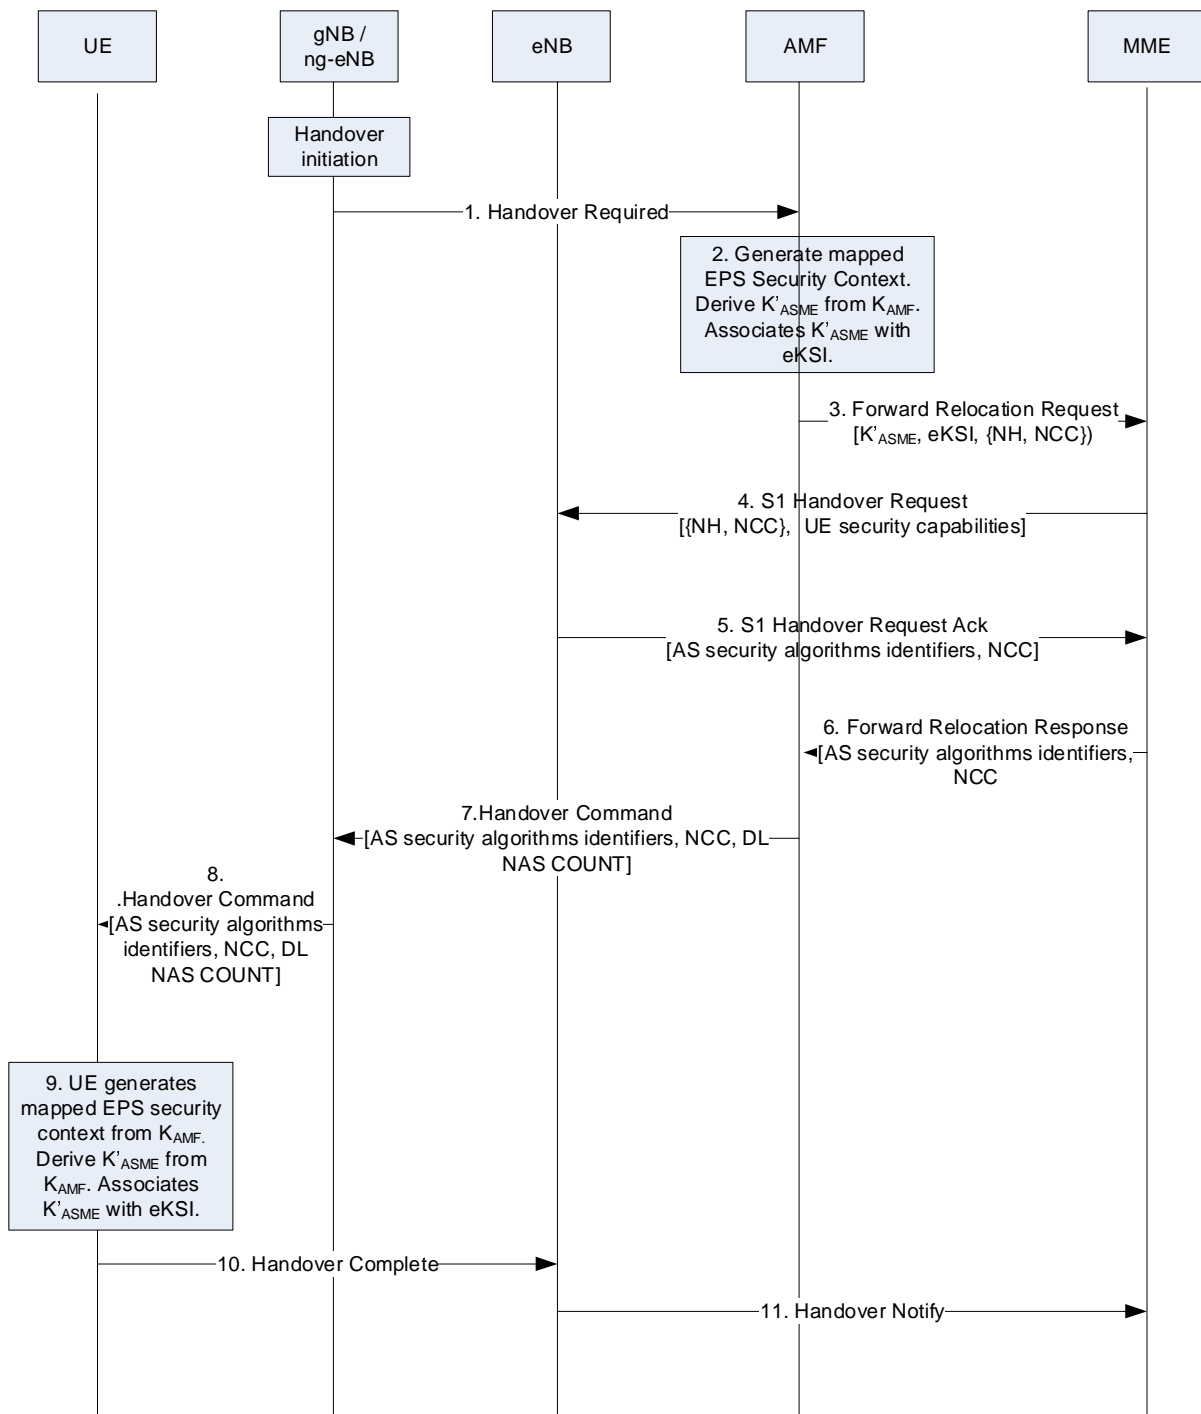 UE
gNB /
ng-eNB
eNB
AMF
MME
Handover
initiation
1. Handover Required
2. Generate mapped
EPS Security Context.
Derive K’ASME from KAMF.
Associates K’ASME with
eKSI.
3. Forward Relocation Request
[K’ASME, eKSI, {NH, NCC})
4. S1 Handover Request
[{NH, NCC}, UE security capabilities]
5. S1 Handover Request Ack
[AS security algorithms identifiers, NCC]
6. Forward Relocation Response
[AS security algorithms identifiers,
NCC
7.Handover Command
[AS security algorithms identifiers, NCC, DL
NAS COUNT]
8.
.Handover Command
[AS security algorithms
identifiers, NCC, DL
NAS COUNT]
9. UE generates
mapped EPS security
context from KAMF.
Derive K’ASME from
KAMF. Associates
K’ASME with eKSI.
10. Handover Complete
11. Handover Notify